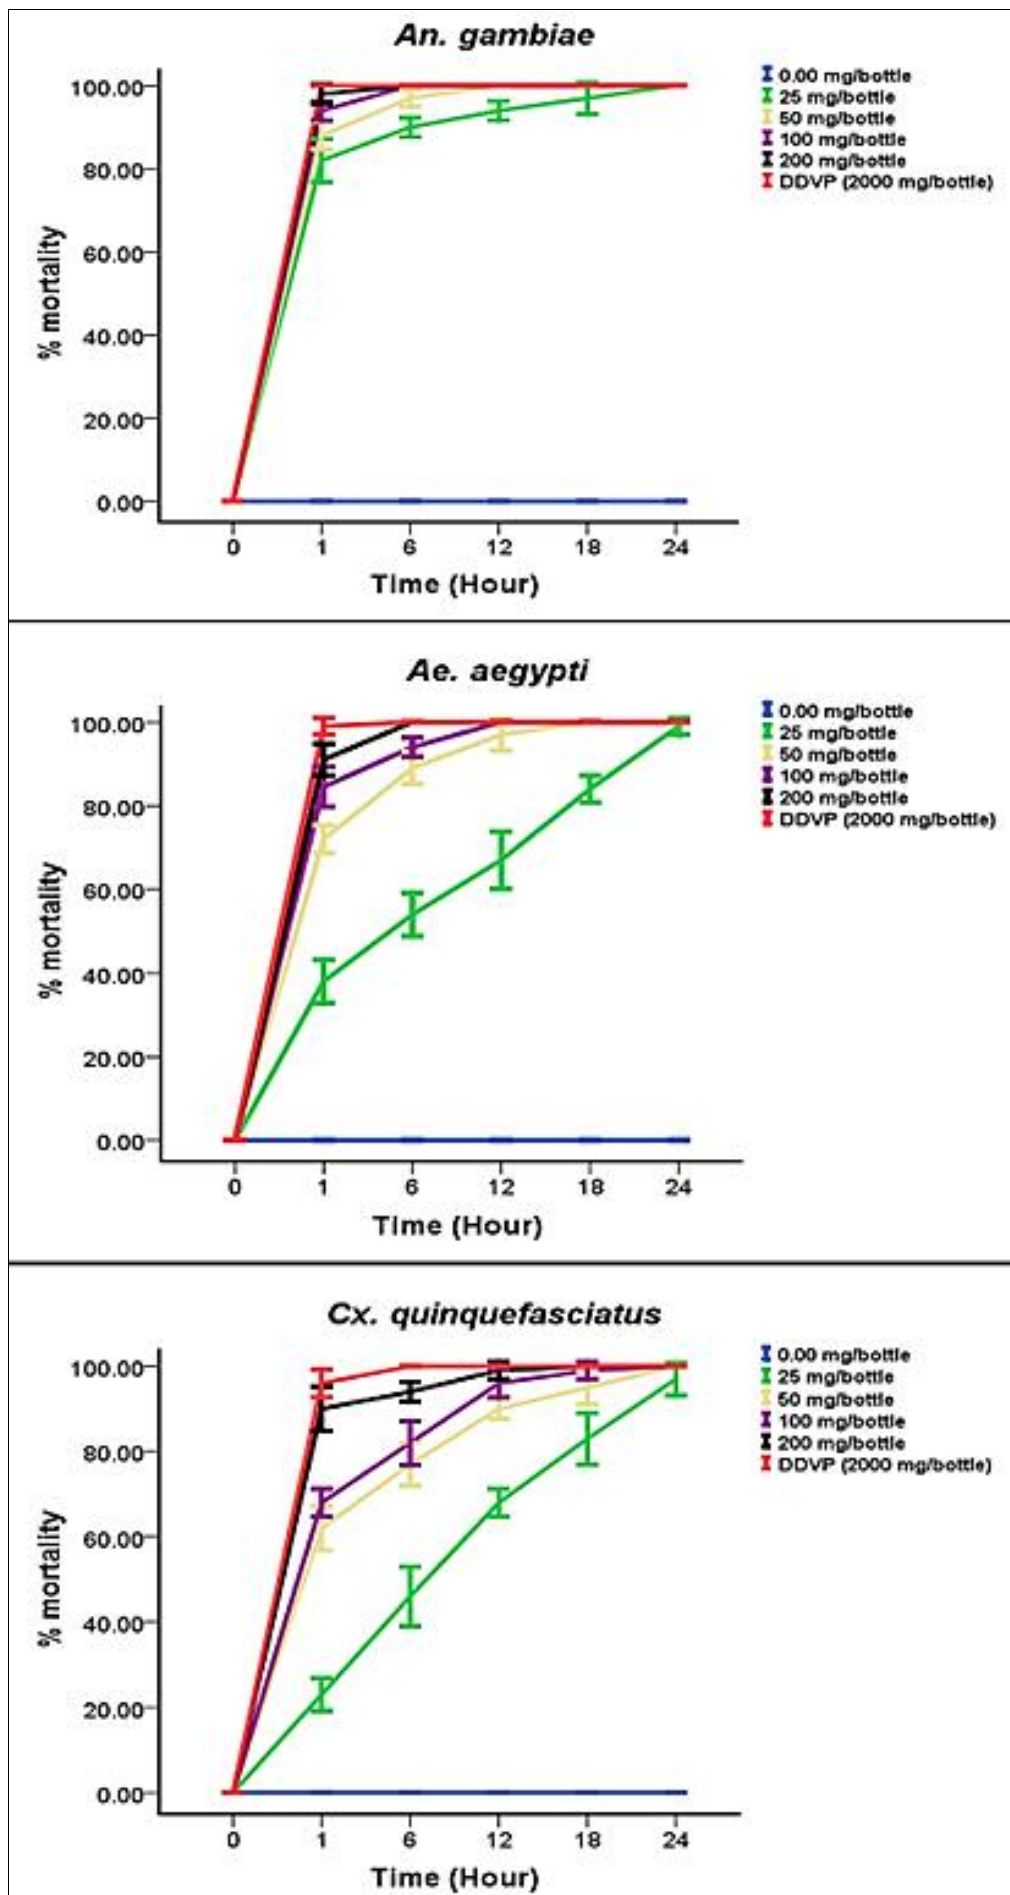 An. gambiae
100.00
80.00
60.00
40.00
20.00
0.00
% mortality
0 1 6 12 18 24
Time (Hour)
0.00 mg/bottle
25 mg/bottle
50 mg/bottle
100 mg/bottle
200 mg/bottle
DDVP (2000 mg/bottle)
Ae. aegypti
100.00
80.00
60.00
40.00
20.00
0.00
% mortality
0 1 6 12 18 24
Time (Hour)
0.00 mg/bottle
25 mg/bottle
50 mg/bottle
100 mg/bottle
200 mg/bottle
DDVP (2000 mg/bottle)
Cx. quinquefasciatus
100.00
80.00
60.00
40.00
20.00
0.00
% mortality
0 1 6 12 18 24
Time (Hour)
0.00 mg/bottle
25 mg/bottle
50 mg/bottle
100 mg/bottle
200 mg/bottle
DDVP (2000 mg/bottle)